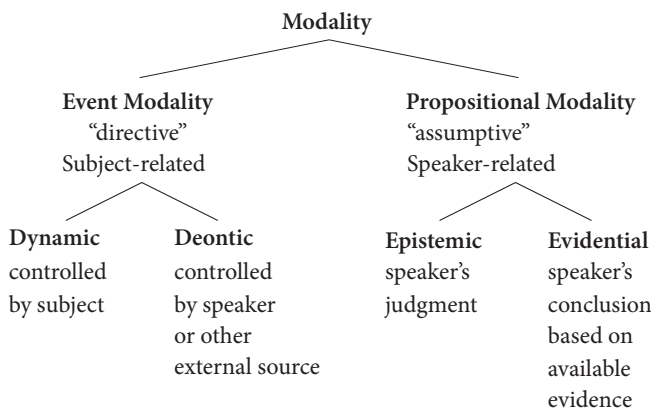 Modality
Event Modality
“directive”
Subject-related
Propositional Modality
“assumptive”
Speaker-related
Dynamic
controlled
by subject
Deontic
controlled
by speaker
or other
external source
Epistemic
speaker’s
judgment
Evidential
speaker’s
conclusion
based on
available
evidence